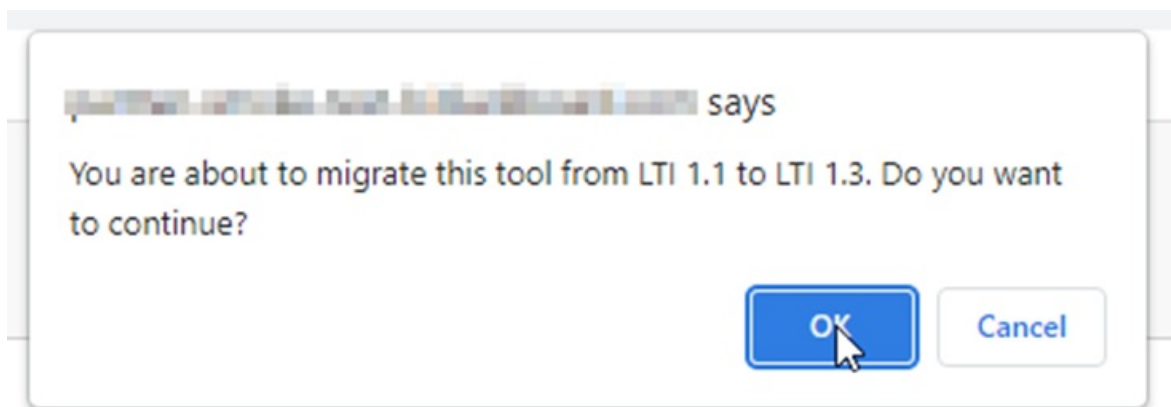 says
You are about to migrate this tool from LTI 1.1 to LTI 1.3. Do you want
to continue?
OK
Cancel